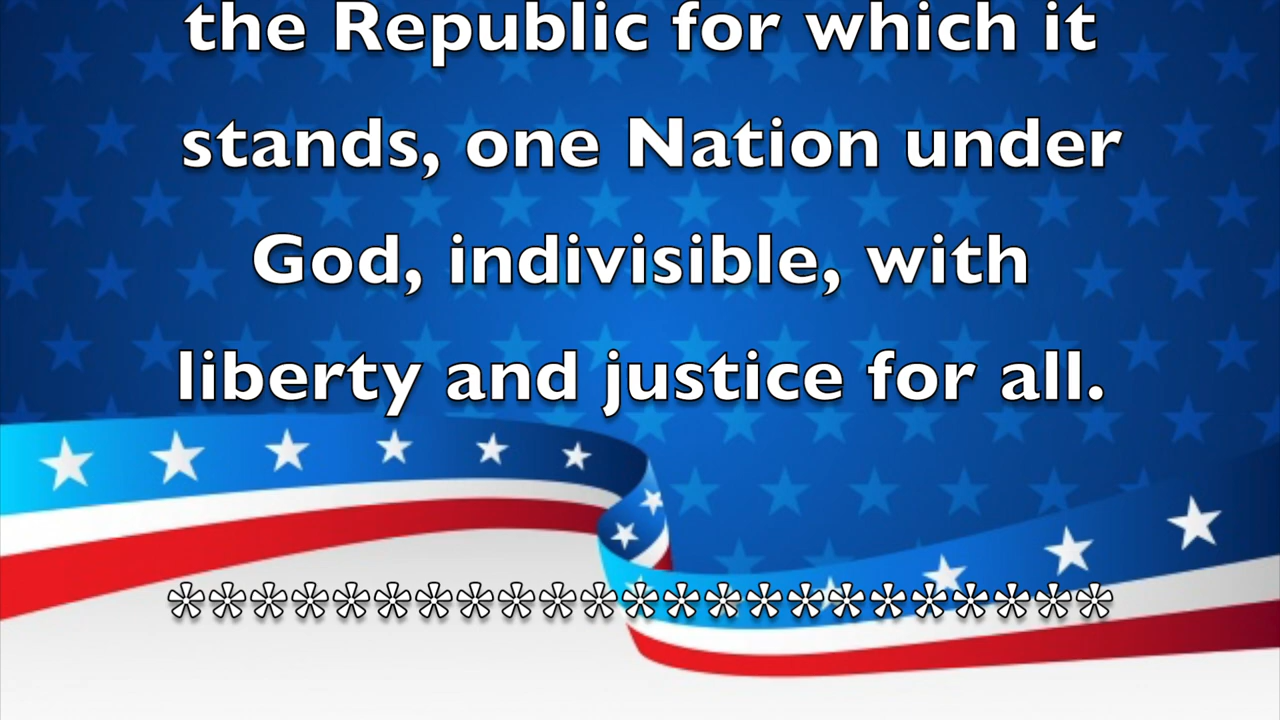 the Republic for which it
stands, one Nation under
God, indivisible, with
liberty and justice for all.
***********************